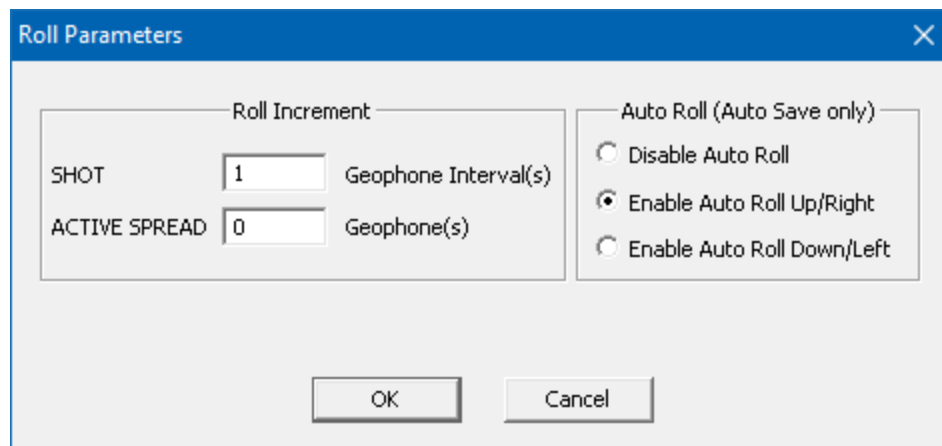 Roll Parameters
Roll Increment
SHOT 1 Geophone Interval(s)
ACTIVE SPREAD 0 Geophone(s)
Auto Roll (Auto Save only)
Disable Auto Roll
Enable Auto Roll Up/Right
Enable Auto Roll Down/Left
OK Cancel